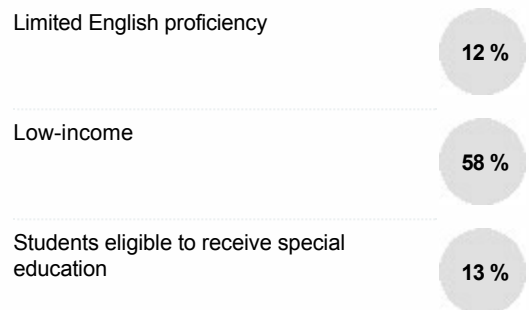 Limited English proficiency
12 %
Low-income
58 %
Students eligible to receive special
education
13 %